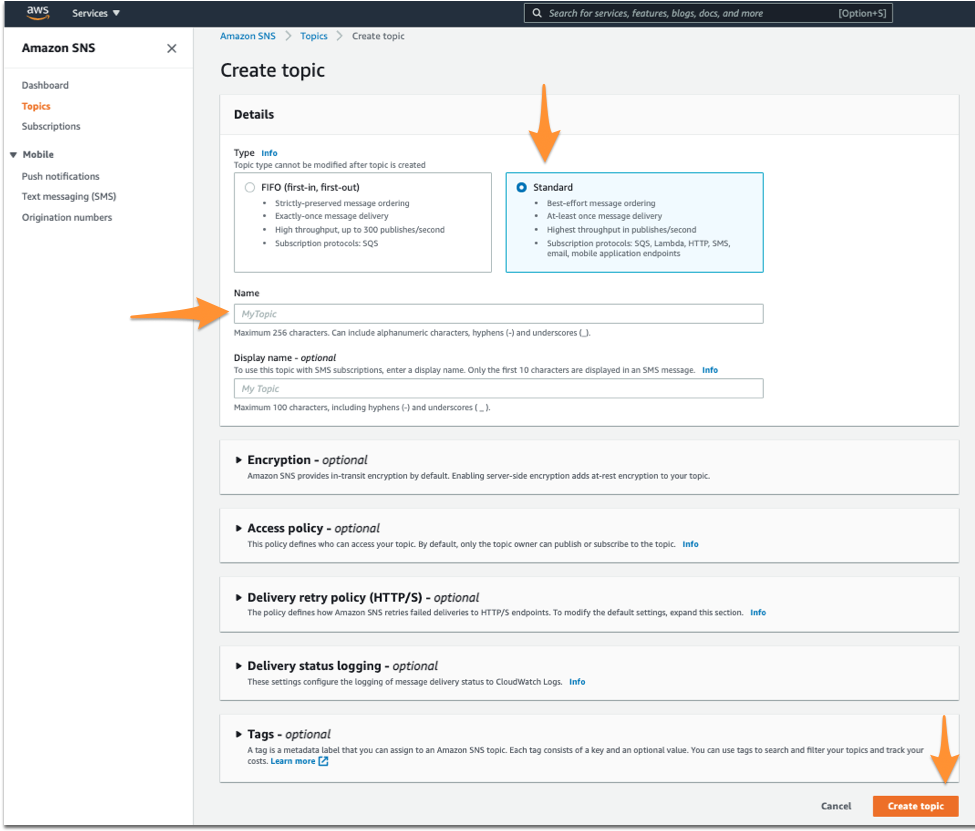 aws
Services ▼
Search for services, features, blogs, docs, and more
[Option+S]
Amazon SNS
Dashboard
Topics
Subscriptions
Mobile
Push notifications
Text messaging (SMS)
Origination numbers
Amazon SNS > Topics > Create topic
Create topic
Details
Type Info
Topic type cannot be modified after topic is created
FIFO (first-in, first-out)
• Strictly-preserved message ordering
• Exactly-once message delivery
• High throughput, up to 300 publishes/second
• Subscription protocols: SQS
Standard
• Best-effort message ordering
• At-least once message delivery
• Highest throughput in publishes/second
• Subscription protocols: SQS, Lambda, HTTP, SMS,
email, mobile application endpoints
Name
MyTopic
Maximum 256 characters. Can include alphanumeric characters, hyphens (-) and underscores (_).
Display name - optional
To use this topic with SMS subscriptions, enter a display name. Only the first 10 characters are displayed in an SMS message. Info
My Topic
Maximum 100 characters, including hyphens (-) and underscores ( _ ).
Encryption - optional
Amazon SNS provides in-transit encryption by default. Enabling server-side encryption adds at-rest encryption to your topic.
Access policy - optional
This policy defines who can access your topic. By default, only the topic owner can publish or subscribe to the topic. Info
Delivery retry policy (HTTP/S) - optional
The policy defines how Amazon SNS retries failed deliveries to HTTP/S endpoints. To modify the default settings, expand this section. Info
Delivery status logging - optional
These settings configure the logging of message delivery status to CloudWatch Logs. Info
Tags - optional
A tag is a metadata label that you can assign to an Amazon SNS topic. Each tag consists of a key and an optional value. You can use tags to search and filter your topics and track your
costs. Learn more
Cancel
Create topic